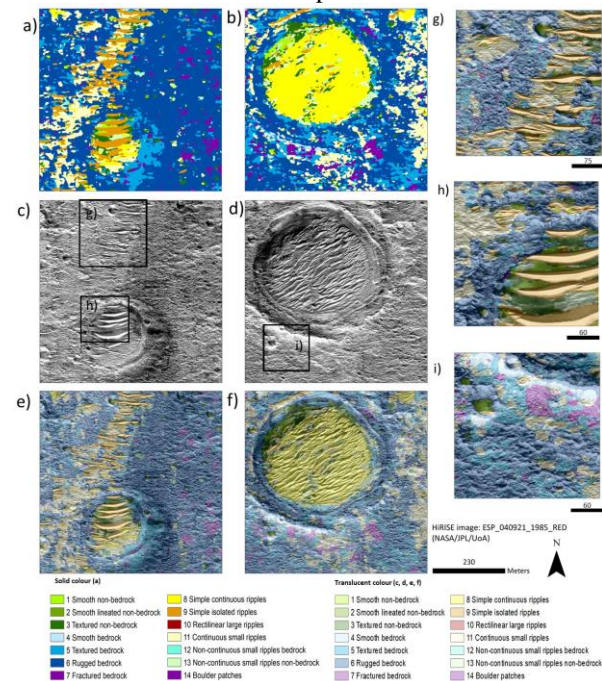 a)
b)
g)
75
c)
g)
h)
d)
i)
h)
60
e)
f)
i)
60
HiRISE image: ESP_040921_1985_RED
(NASA/JPL/UoA)
N
230
Meters
Solid colour (a)
1 Smooth non-bedrock
2 Smooth lineated non-bedrock
3 Textured non-bedrock
4 Smooth bedrock
5 Textured bedrock
6 Rugged bedrock
7 Fractured bedrock
8 Simple continuous ripples
9 Simple isolated ripples
10 Rectilinear large ripples
11 Continuous small ripples
12 Non-continuous small ripples bedrock
13 Non-continuous small ripples non-bedrock
14 Boulder patches
Translucent colour (c, d, e, f)
1 Smooth non-bedrock
2 Smooth lineated non-bedrock
3 Textured non-bedrock
4 Smooth bedrock
5 Textured bedrock
6 Rugged bedrock
7 Fractured bedrock
8 Simple continuous ripples
9 Simple isolated ripples
10 Rectilinear large ripples
11 Continuous small ripples
12 Non-continuous small ripples bedrock
13 Non-continuous small ripples non-bedrock
14 Boulder patches